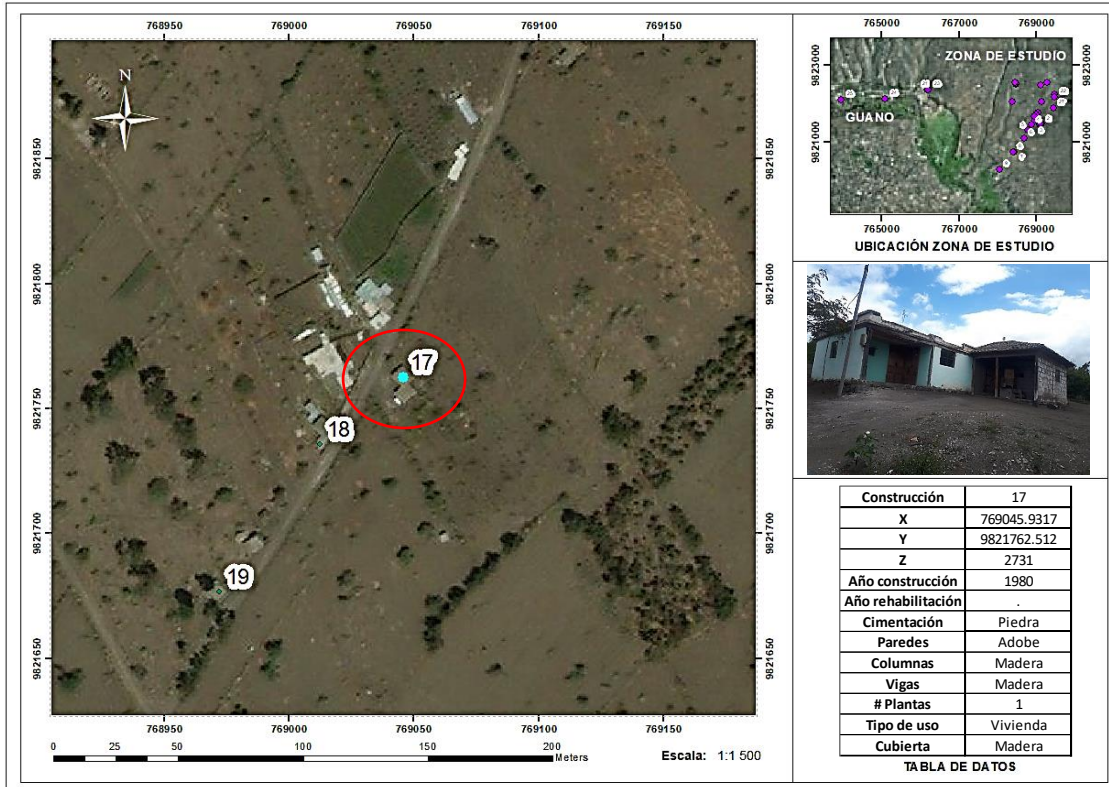 768950 769000 769050 769150
N
9821850 9821850
9821800 9821800
9821750 9821750
9821700 9821700
9821650 9821650
17
18
19
768950 769000 769050 769100 769150
0 25 50 100 150 200
Meters
Escala: 1:1 500
765000 767000 769000
9823000 9823000
9821000 9821000
ZONA DE ESTUDIO
GUANO
765000 767000 769000
UBICACIÓN ZONA DE ESTUDIO
Construcción 17
X 769045.9317
Y 9821762.512
Z 2731
Año construcción 1980
Año rehabilitación .
Cimentación Piedra
Paredes Adobe
Columnas Madera
Vigas Madera
# Plantas 1
Tipo de uso Vivienda
Cubierta Madera
TABLA DE DATOS